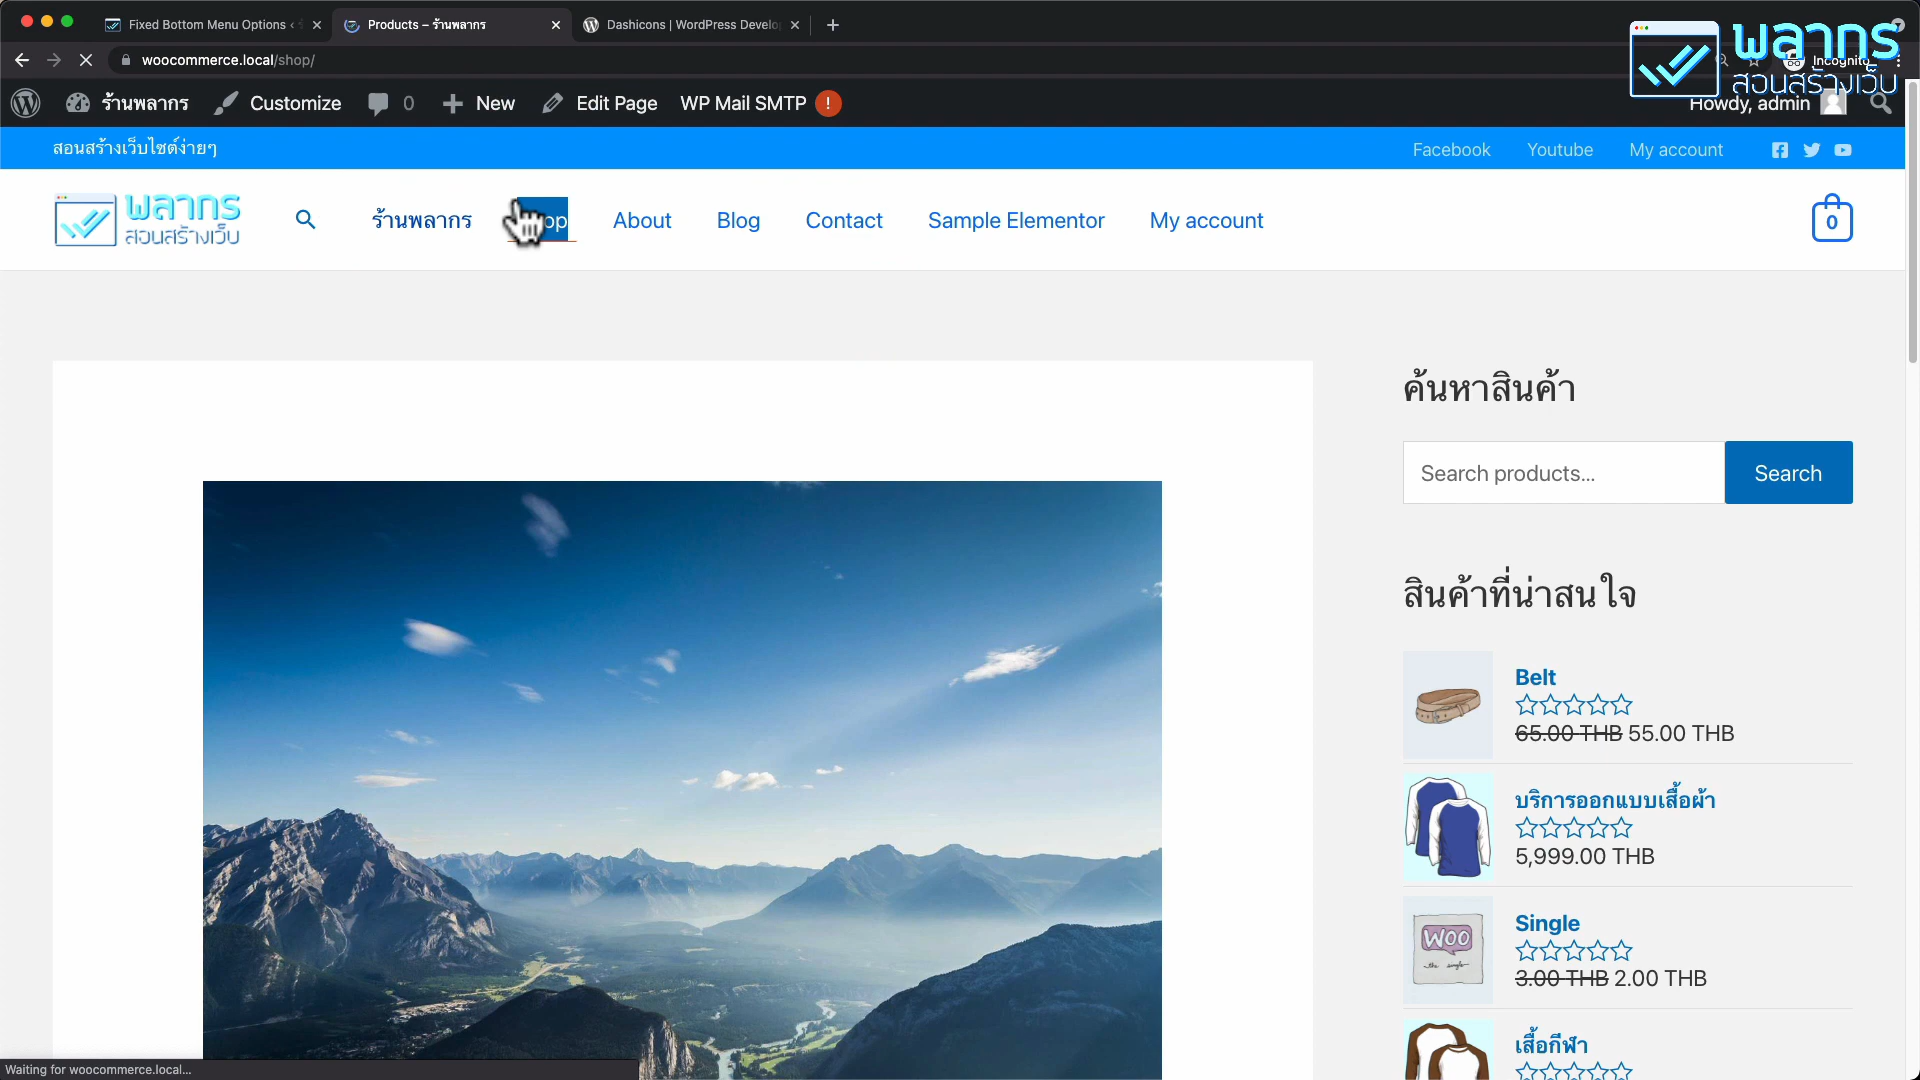 Fixed Bottom Menu Options ‹
Products – ร้านพลากร
Dashicons | WordPress Develo
woocommerce.local/shop/
Incognito
พลากร
สอนสร้างเว็บ
ร้านพลากร
Customize
0
New
Edit Page
WP Mail SMTP
!
Howdy, admin
สอนสร้างเว็บไซต์ง่ายๆ
Facebook
Youtube
My account
พลากร
สอนสร้างเว็บ
ร้านพลากร
op
About
Blog
Contact
Sample Elementor
My account
0
ค้นหาสินค้า
Search products...
Search
สินค้าที่น่าสนใจ
Belt
65.00 THB 55.00 THB
บริการออกแบบเสื้อผ้า
5,999.00 THB
WOO
the single
Single
3.00 THB 2.00 THB
เสื้อกีฬา
Waiting for woocommerce.local...